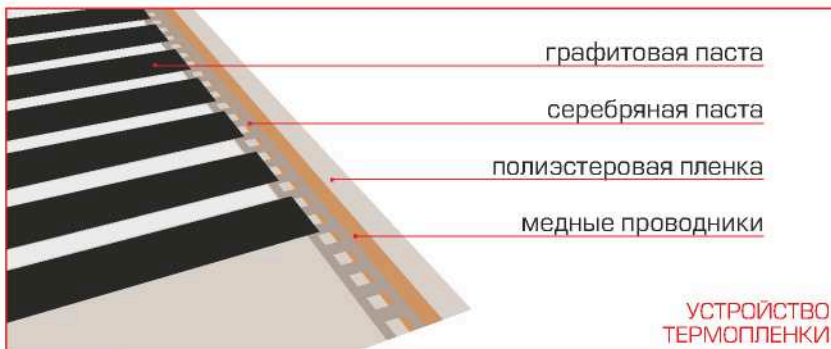 графитовая паста
серебряная паста
полиэстеровая пленка
медные проводники
УСТРОЙСТВО
ТЕРМОПЛЕНКИ